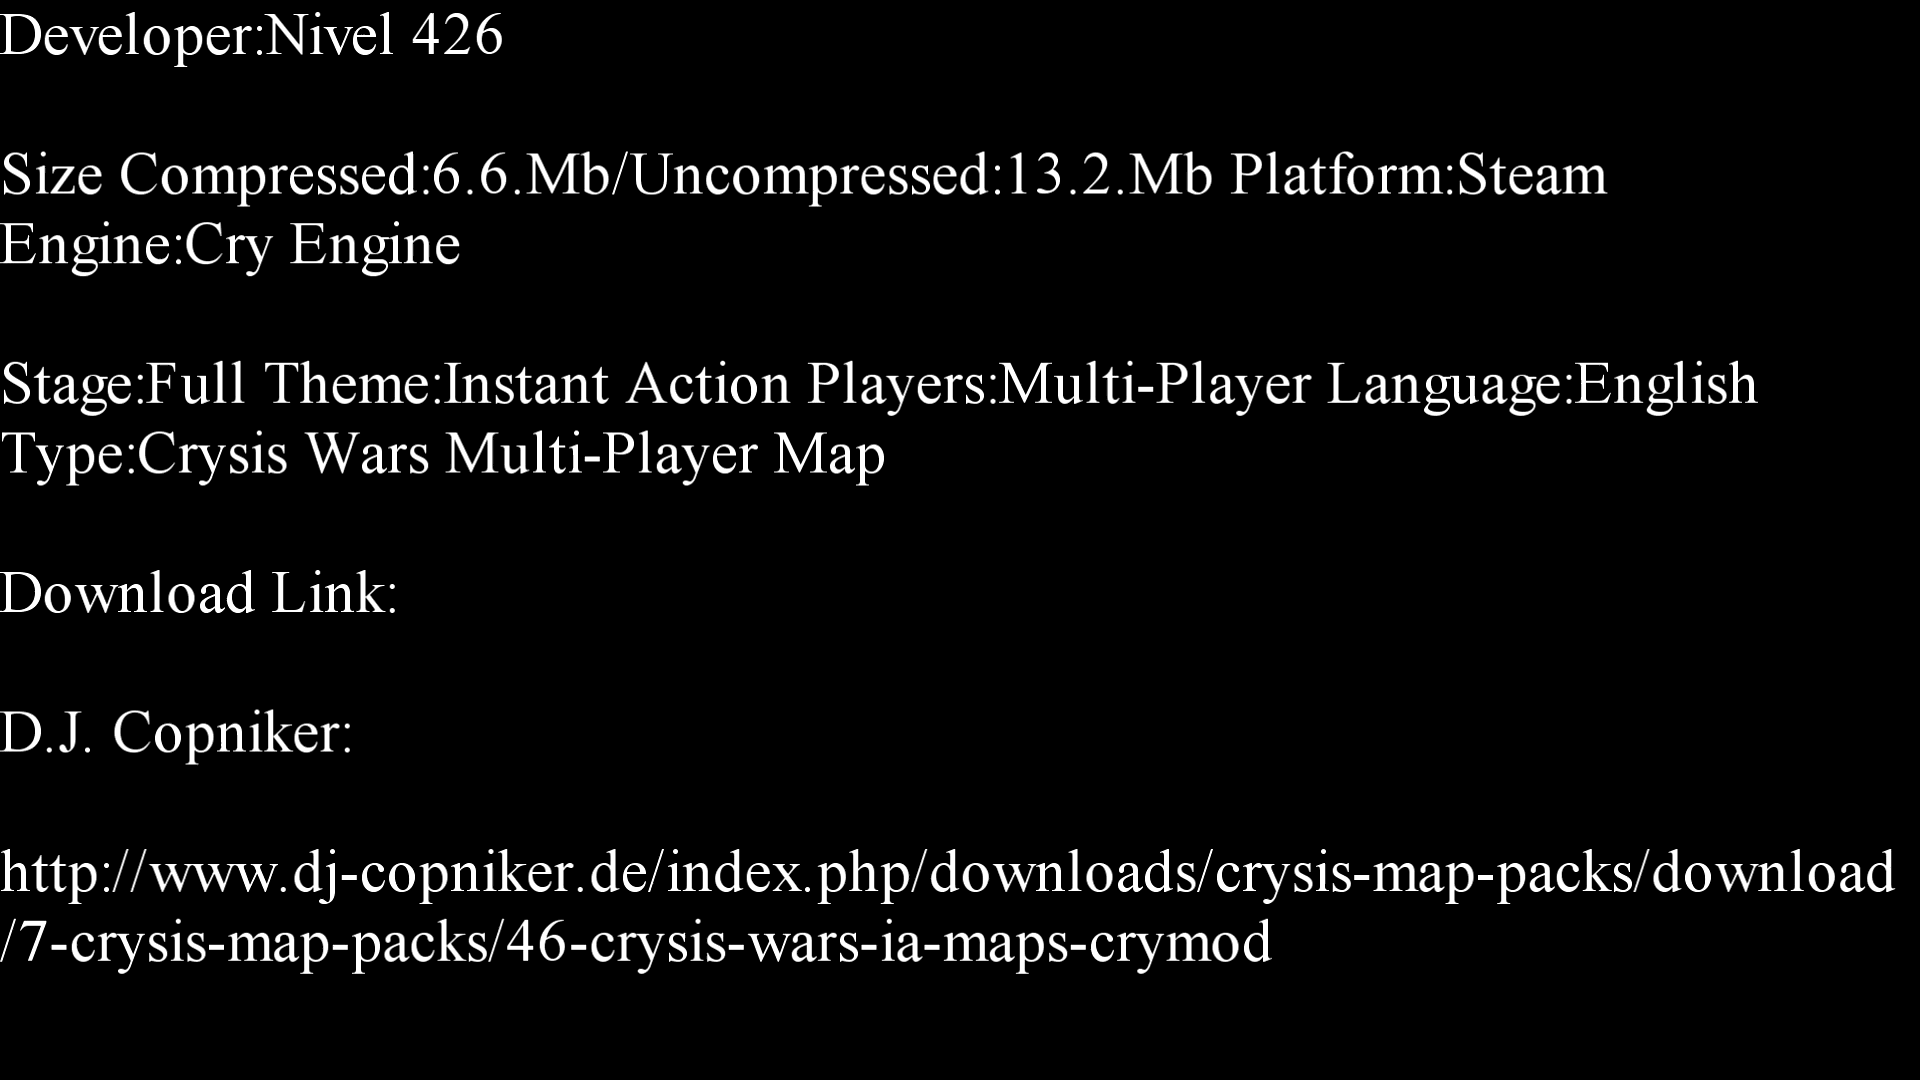 Developer:Nivel 426
Size Compressed:6.6.Mb/Uncompressed:13.2.Mb Platform:Steam
Engine:Cry Engine
Stage:Full Theme:Instant Action Players:Multi-Player Language:English
Type:Crysis Wars Multi-Player Map
Download Link:
D.J. Copniker:
http://www.dj-copniker.de/index.php/downloads/crysis-map-packs/download
/7-crysis-map-packs/46-crysis-wars-ia-maps-crymod